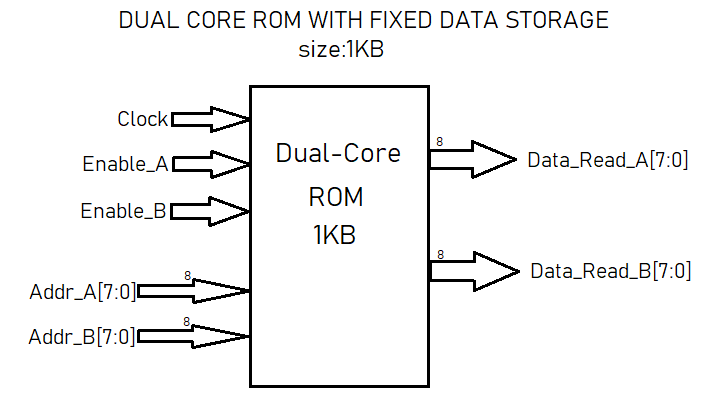 DUAL CORE ROM WITH FIXED DATA STORAGE
size:1KB
Clock
Enable_A
Enable_B
8
Addr_A[7:0]
8
Addr_B[7:0]
Dual-Core
ROM
1KB
8
Data_Read_A[7:0]
8
Data_Read_B[7:0]